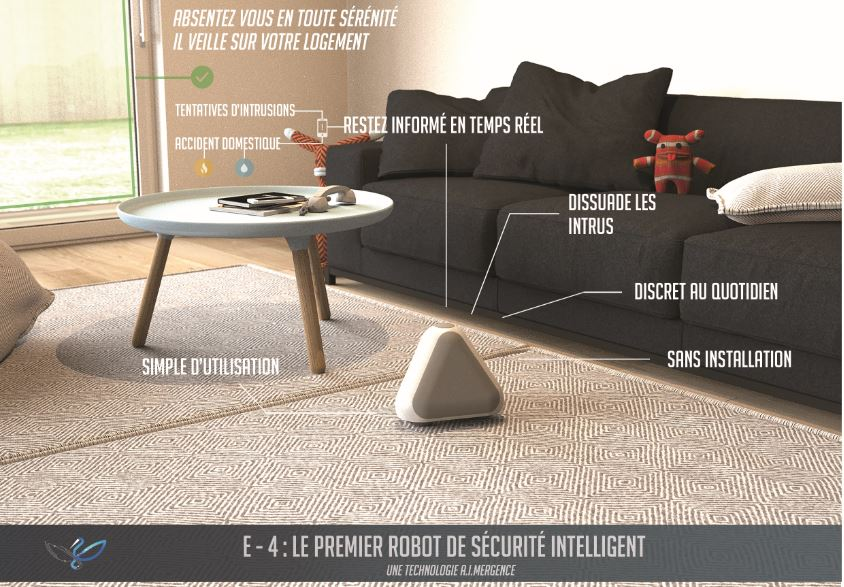 ABSENTEZ VOUS EN TOUTE SÉRÉNITÉ
IL VEILLE SUR VOTRE LOGEMENT
TENTATIVES D'INTRUSIONS
RESTEZ INFORMÉ EN TEMPS RÉEL
ACCIDENT DOMESTIQUE
DISSUADE LES
INTRUS
DISCRET AU QUOTIDIEN
SANS INSTALLATION
SIMPLE D'UTILISATION
E - 4 : LE PREMIER ROBOT DE SÉCURITÉ INTELLIGENT
UNE TECHNOLOGIE A.I.MERGENCE